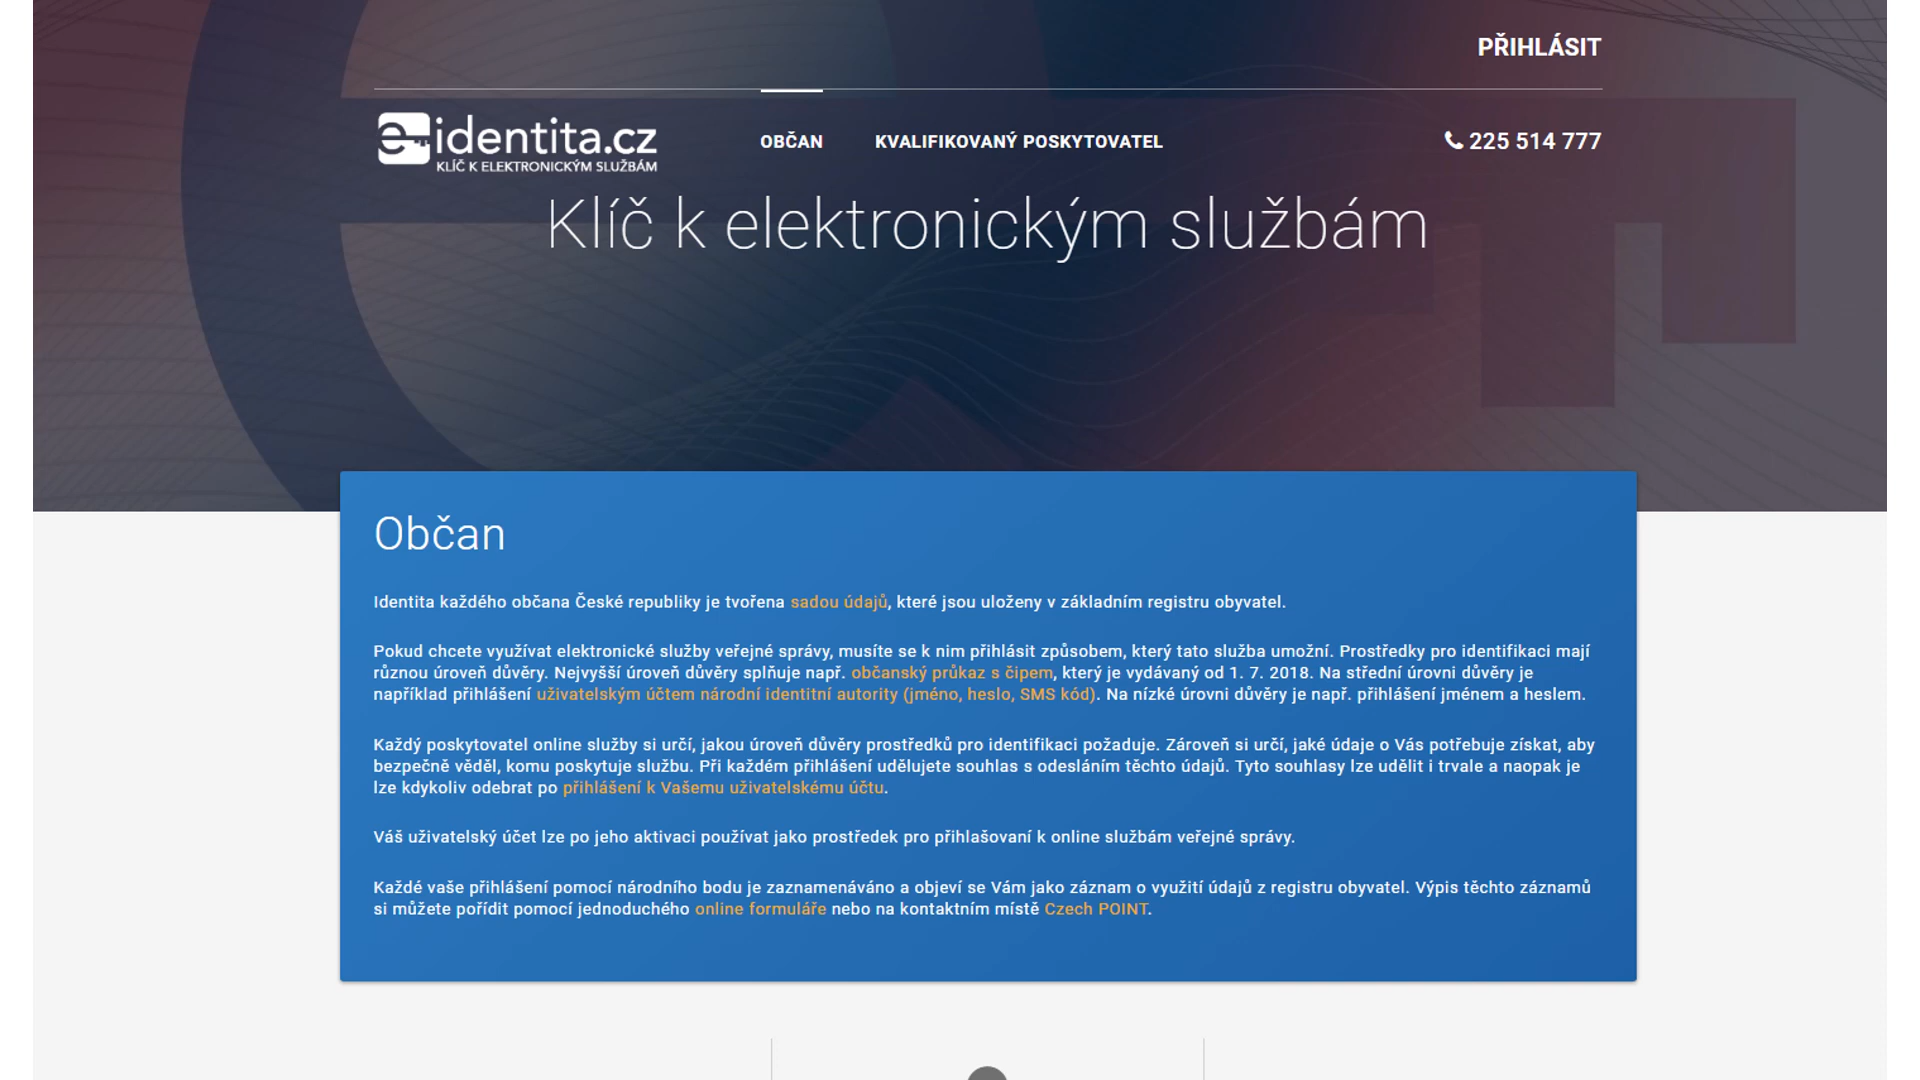 PŘIHLÁSIT
e-identita.cz
KLÍČ K ELEKTRONICKÝM SLUŽBÁM
OBČAN
KVALIFIKOVANÝ POSKYTOVATEL
225 514 777
Klíč k elektronickým službám
Občan
Identita každého občana České republiky je tvořena sadou údajů, které jsou uloženy v základním registru obyvatel.
Pokud chcete využívat elektronické služby veřejné správy, musíte se k nim přihlásit způsobem, který tato služba umožní. Prostředky pro identifikaci mají
různou úroveň důvěry. Nejvyšší úroveň důvěry splňuje např. občanský průkaz s čipem, který je vydávaný od 1. 7. 2018. Na střední úrovni důvěry je
například přihlášení uživatelským účtem národní identitní autority (jméno, heslo, SMS kód). Na nízké úrovni důvěry je např. přihlášení jménem a heslem.
Každý poskytovatel online služby si určí, jakou úroveň důvěry prostředků pro identifikaci požaduje. Zároveň si určí, jaké údaje o Vás potřebuje získat, aby
bezpečně věděl, komu poskytuje službu. Při každém přihlášení udělujete souhlas s odesláním těchto údajů. Tyto souhlasy lze udělit i trvale a naopak je
lze kdykoliv odebrat po přihlášení k Vašemu uživatelskému účtu.
Váš uživatelský účet lze po jeho aktivaci používat jako prostředek pro přihlašovaní k online službám veřejné správy.
Každé vaše přihlášení pomocí národního bodu je zaznamenáváno a objeví se Vám jako záznam o využití údajů z registru obyvatel. Výpis těchto záznamů
si můžete pořídit pomocí jednoduchého online formuláře nebo na kontaktním místě Czech POINT.